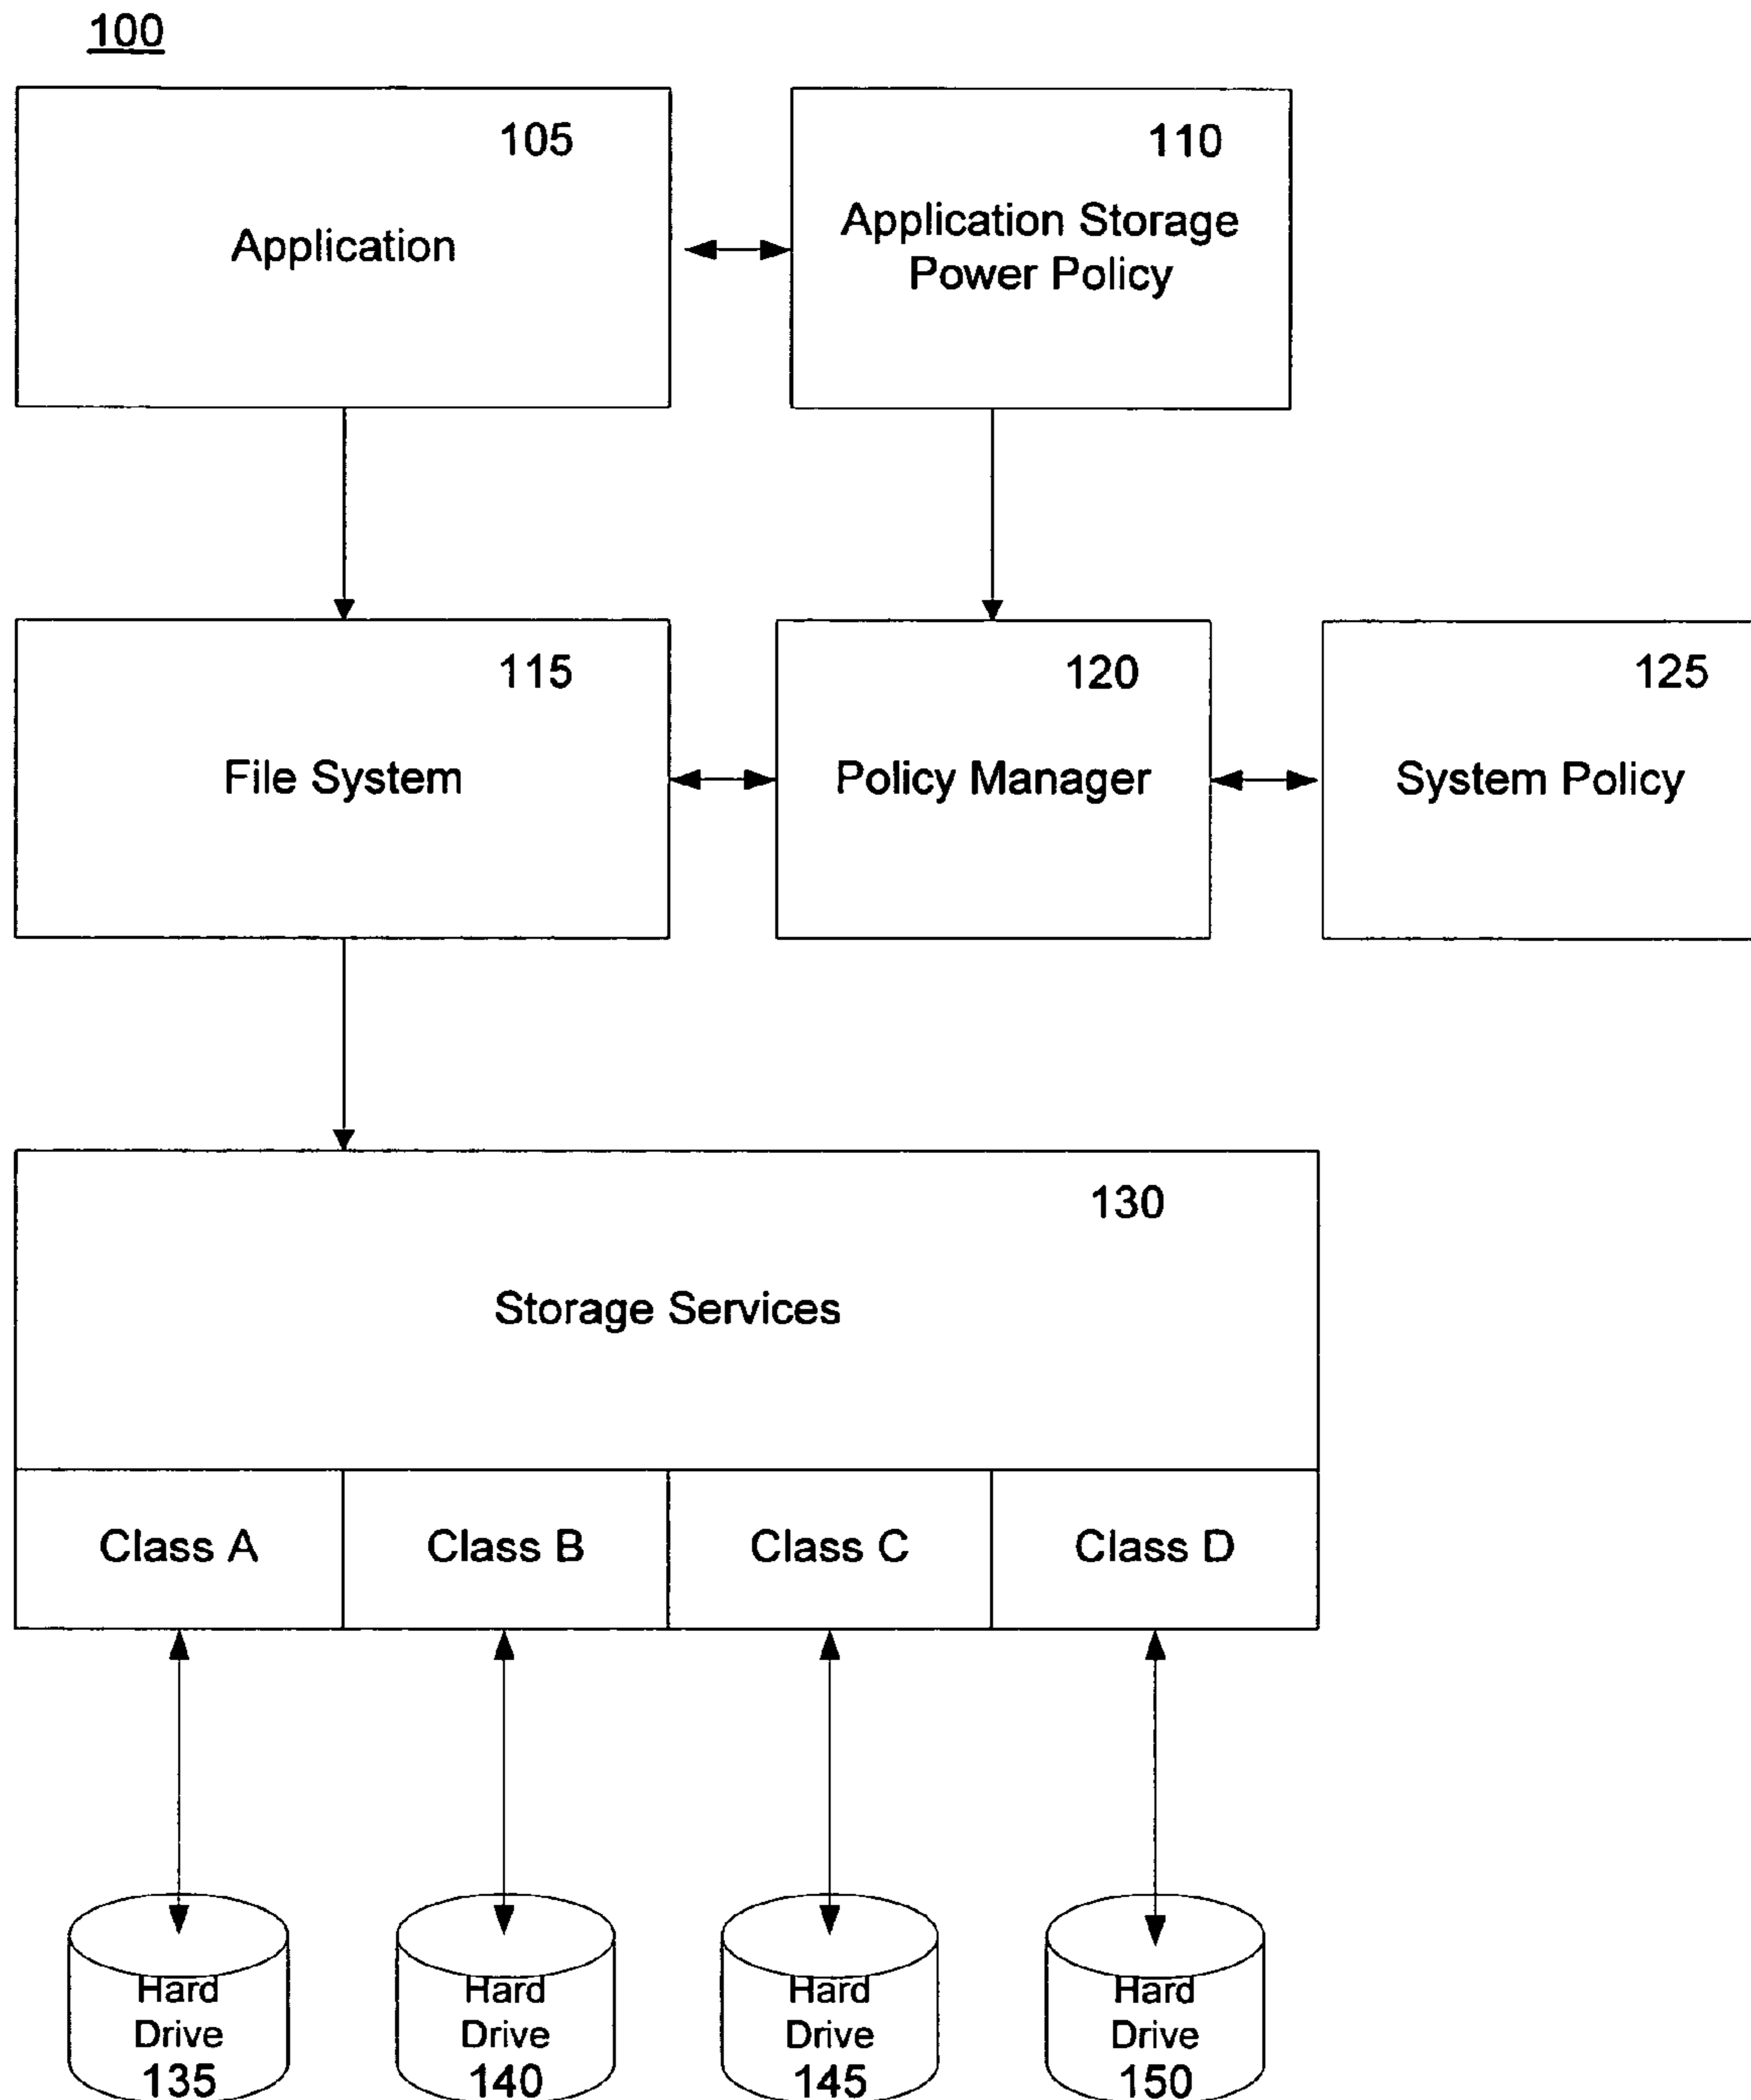 100
105
110
Application
Application Storage
Power Policy
115
120
125
File System
Policy Manager
System Policy
130
Storage Services
Class A
Class B
Class C
Class D
Hard
Drive
135
Hard
Drive
140
Hard
Drive
145
Hard
Drive
150